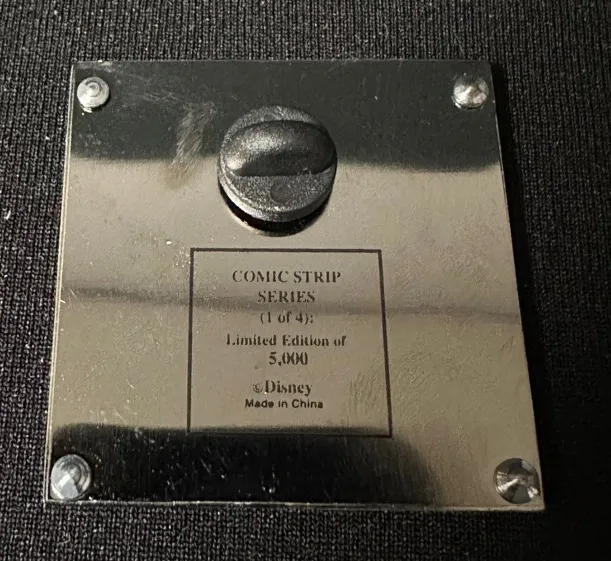 COMIC STRIP
SERIES
(1 of 4):
Limited Edition of
5,000
©Disney
Made in China